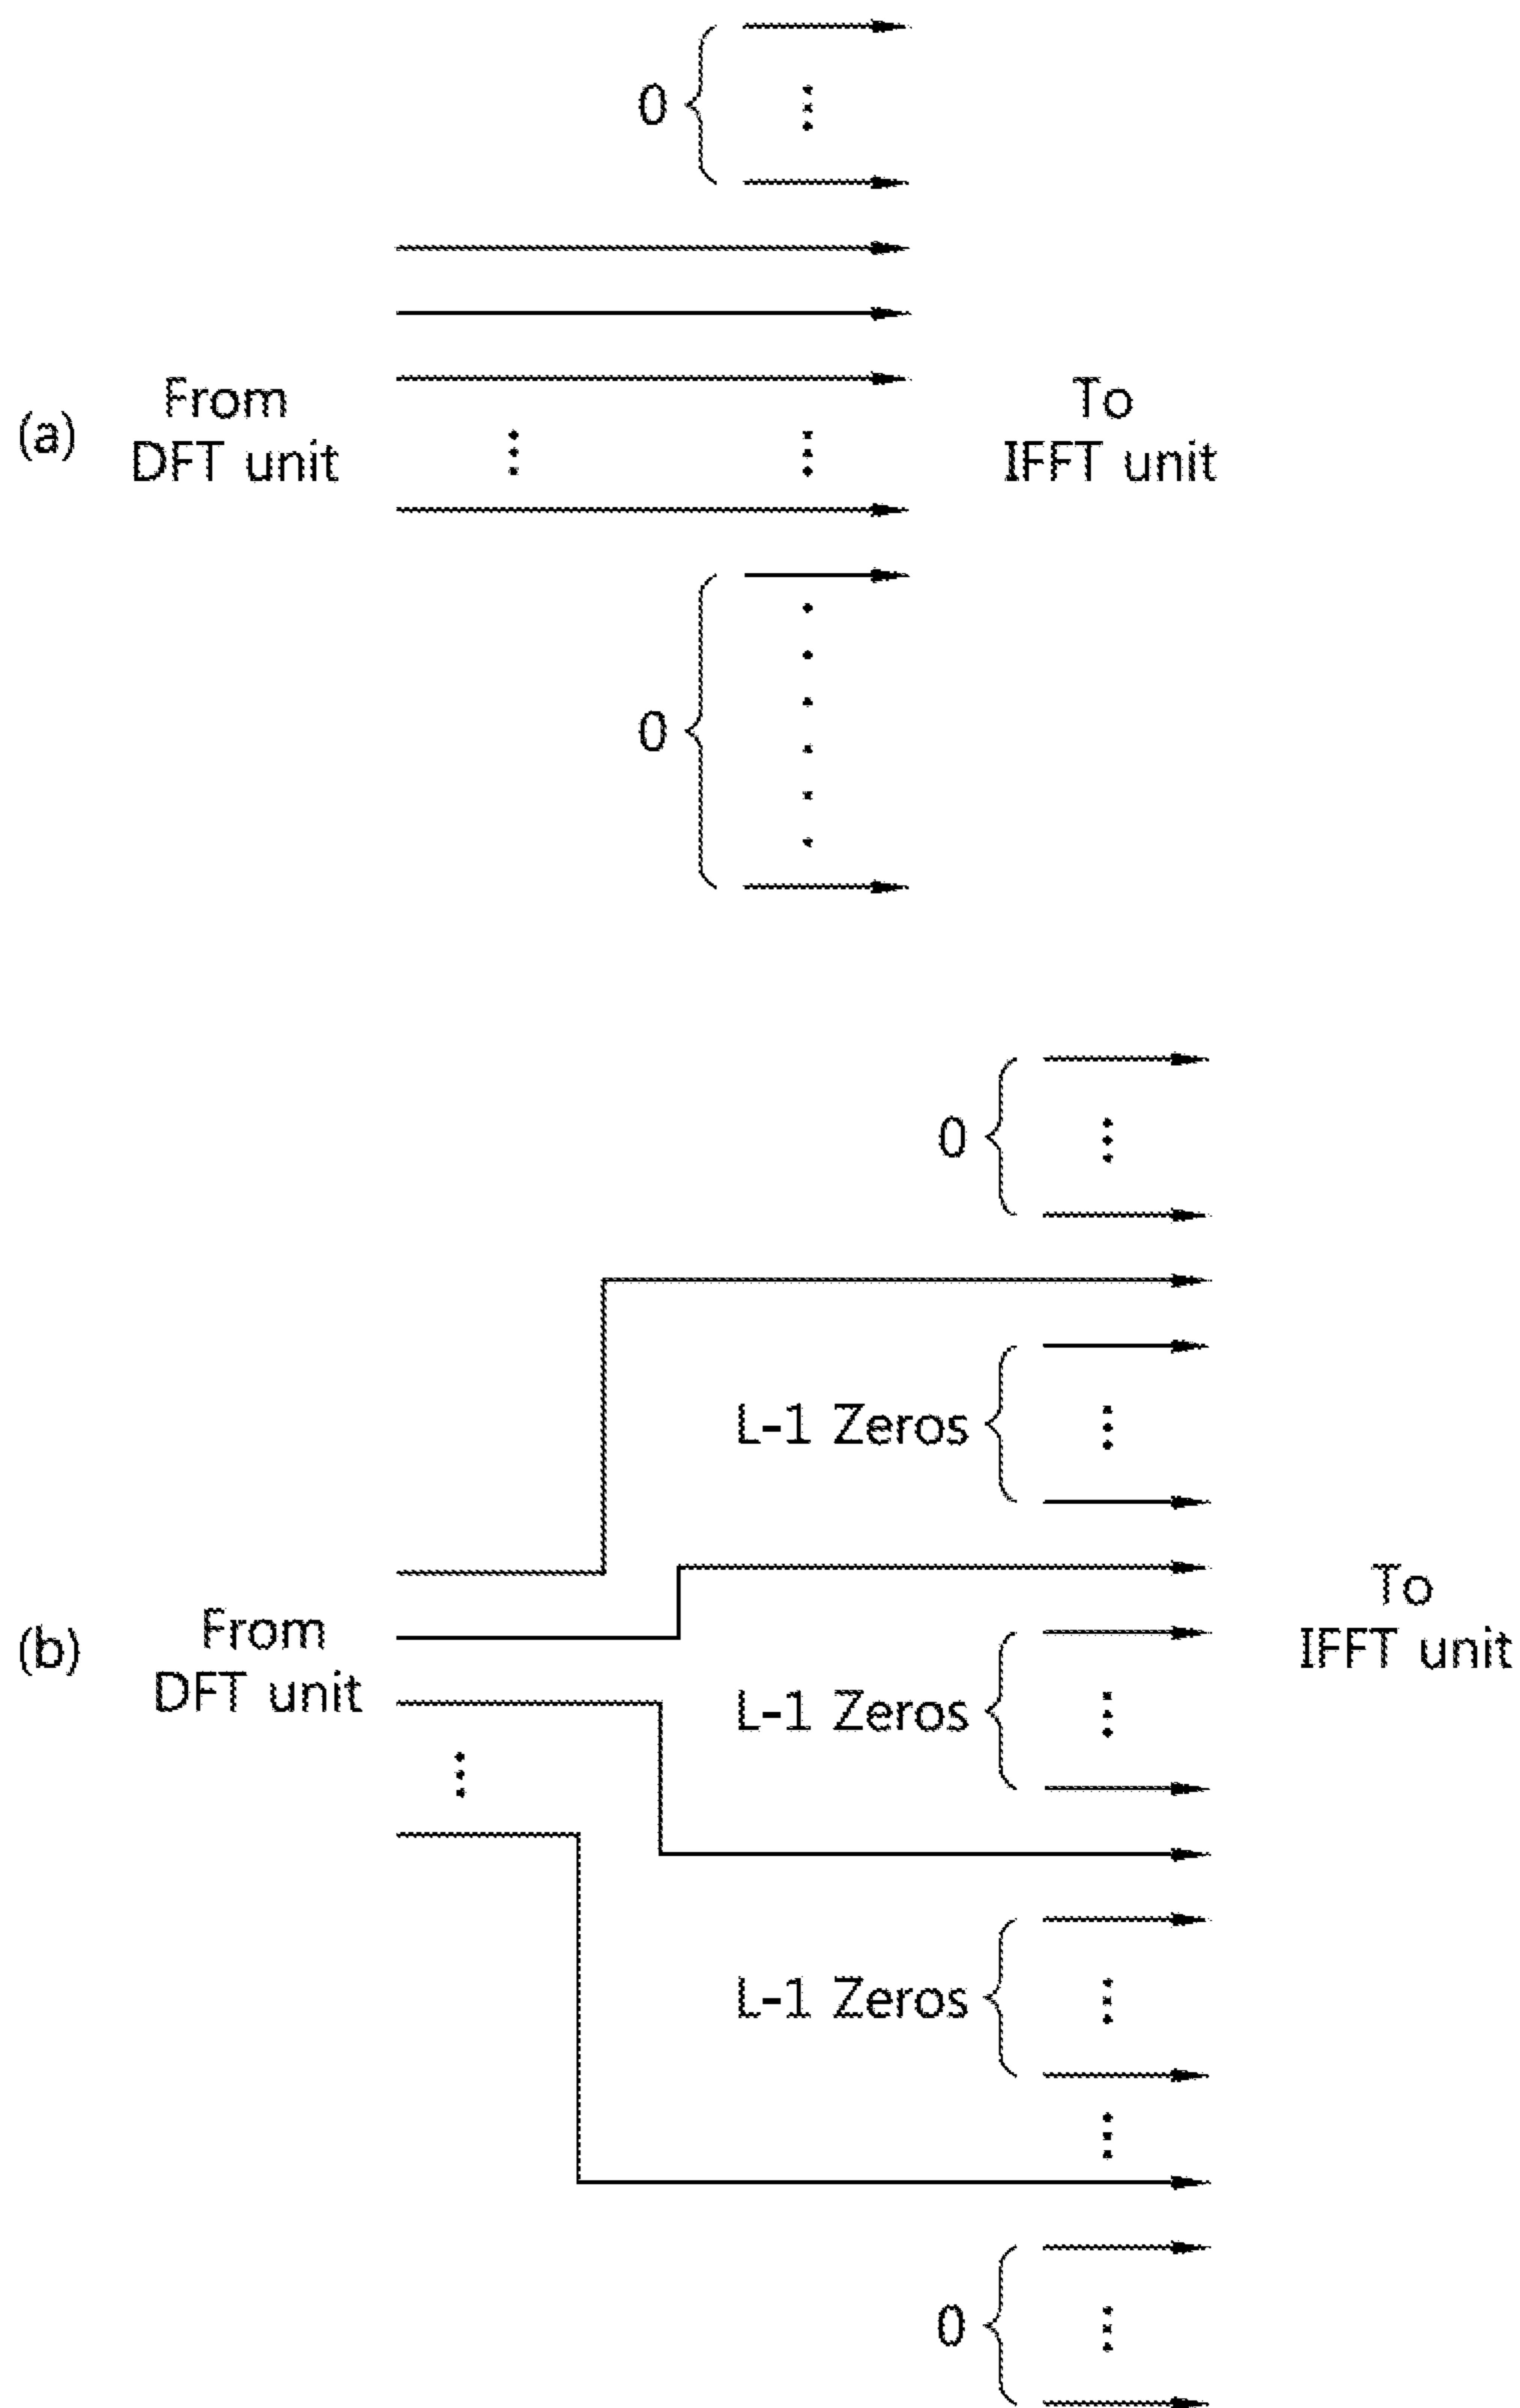 0
(a)
From
DFT unit
To
IFFT unit
0
0
L-1 Zeros
(b)
From
DFT unit
To
IFFT unit
L-1 Zeros
L-1 Zeros
0